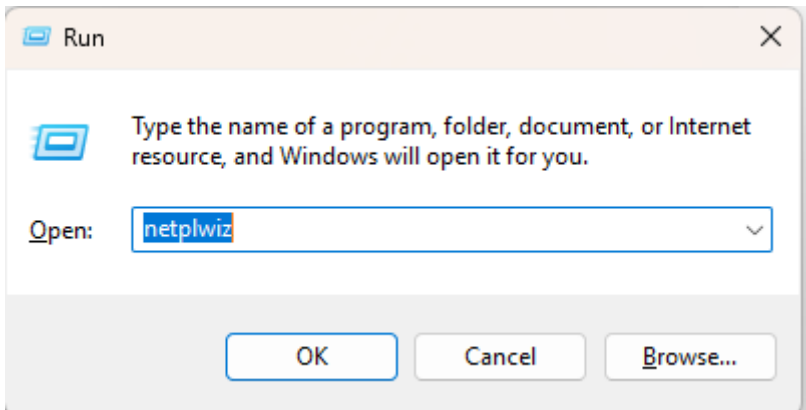 Run
Type the name of a program, folder, document, or Internet
resource, and Windows will open it for you.
Open: netplwiz
OK Cancel Browse...